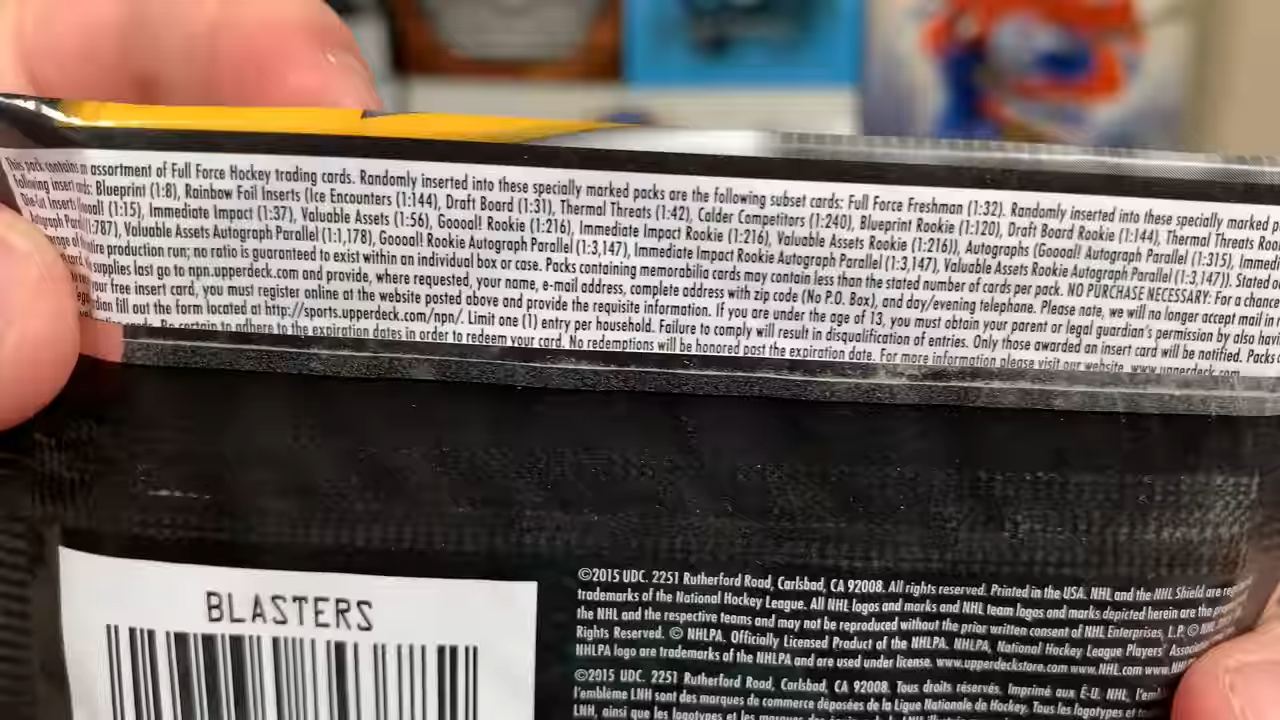 This pack contains assortment of Full Force Hockey trading cards. Randomly inserted into these specially marked packs are the following subset cards: Full Force Freshman (1:32). Randomly inserted into these specially marked
following insert Blueprint (1:8), Rainbow Foil Inserts (Ice Encounters (1:144), Draft Board (1:31), Thermal Threats (1:42), Calder Competitors (1:240), Blueprint Rookie (1:120), Draft Board Rookie (1:144), Thermal Threats
Die-Cut Inserts (1:15), Immediate Impact (1:37), Valuable Assets (1:56), Goooal! Rookie (1:216), Immediate Impact Rookie (1:216), Valuable Assets Rookie (1:216)), Autographs (Goooal! Autograph Parallel (1:315),
Autograph Valuable Assets Autograph Parallel (1:1,178), Goooal! Rookie Autograph Parallel (1:3,147), Immediate Impact Rookie Autograph Parallel (1:3,147), Valuable Assets Rookie Autograph Parallel (1:3,147)). Stated
production run; no ratio is guaranteed to exist within an individual box or case. Packs containing memorabilia cards may contain less than the stated number of cards per pack. NO PURCHASE NECESSARY: For a chance
supplies last go to npn.upperdeck.com and provide, where requested, your name, e-mail address, complete address with zip code (No P.O. Box), and day/evening telephone. Please note, we will no longer accept mail in
your free insert card, you must register online at the website posted above and provide the requisite information. If you are under the age of 13, you must obtain your parent or legal guardian's permission by also
fill out the form located at http://sports.upperdeck.com/npn/. Limit one (1) entry per household. Failure to comply will result in disqualification of entries. Only those awarded an insert card will be notified. Packs
Be certain to adhere to the expiration dates in order to redeem your card. No redemptions will be honored past the expiration date. For more information please visit our website, www.upperdeck.com
BLASTERS
©2015 UDC. 2251 Rutherford Road, Carlsbad, CA 92008. All rights reserved. Printed in the USA. NHL and the NHL Shield are
trademarks of the National Hockey League. All NHL logos and marks and NHL team logos and marks depicted herein are the
the NHL and the respective teams and may not be reproduced without the prior written consent of NHL Enterprises, L.P. © NHL
Rights Reserved. © NHLPA. Officially Licensed Product of the NHLPA. NHLPA, National Hockey League Players'
NHLPA logo are trademarks of the NHLPA and are used under license. www.upperdeckstore.com www.NHL.com
©2015 UDC. 2251 Rutherford Road, Carlsbad, CA 92008. Tous droits réservés. Imprimé aux É-U. NHL,
l'emblème LNH sont des marques de commerce déposées de la Ligue Nationale de Hockey. Tous les logotypes et
LNH, ainsi que les logotypes et les